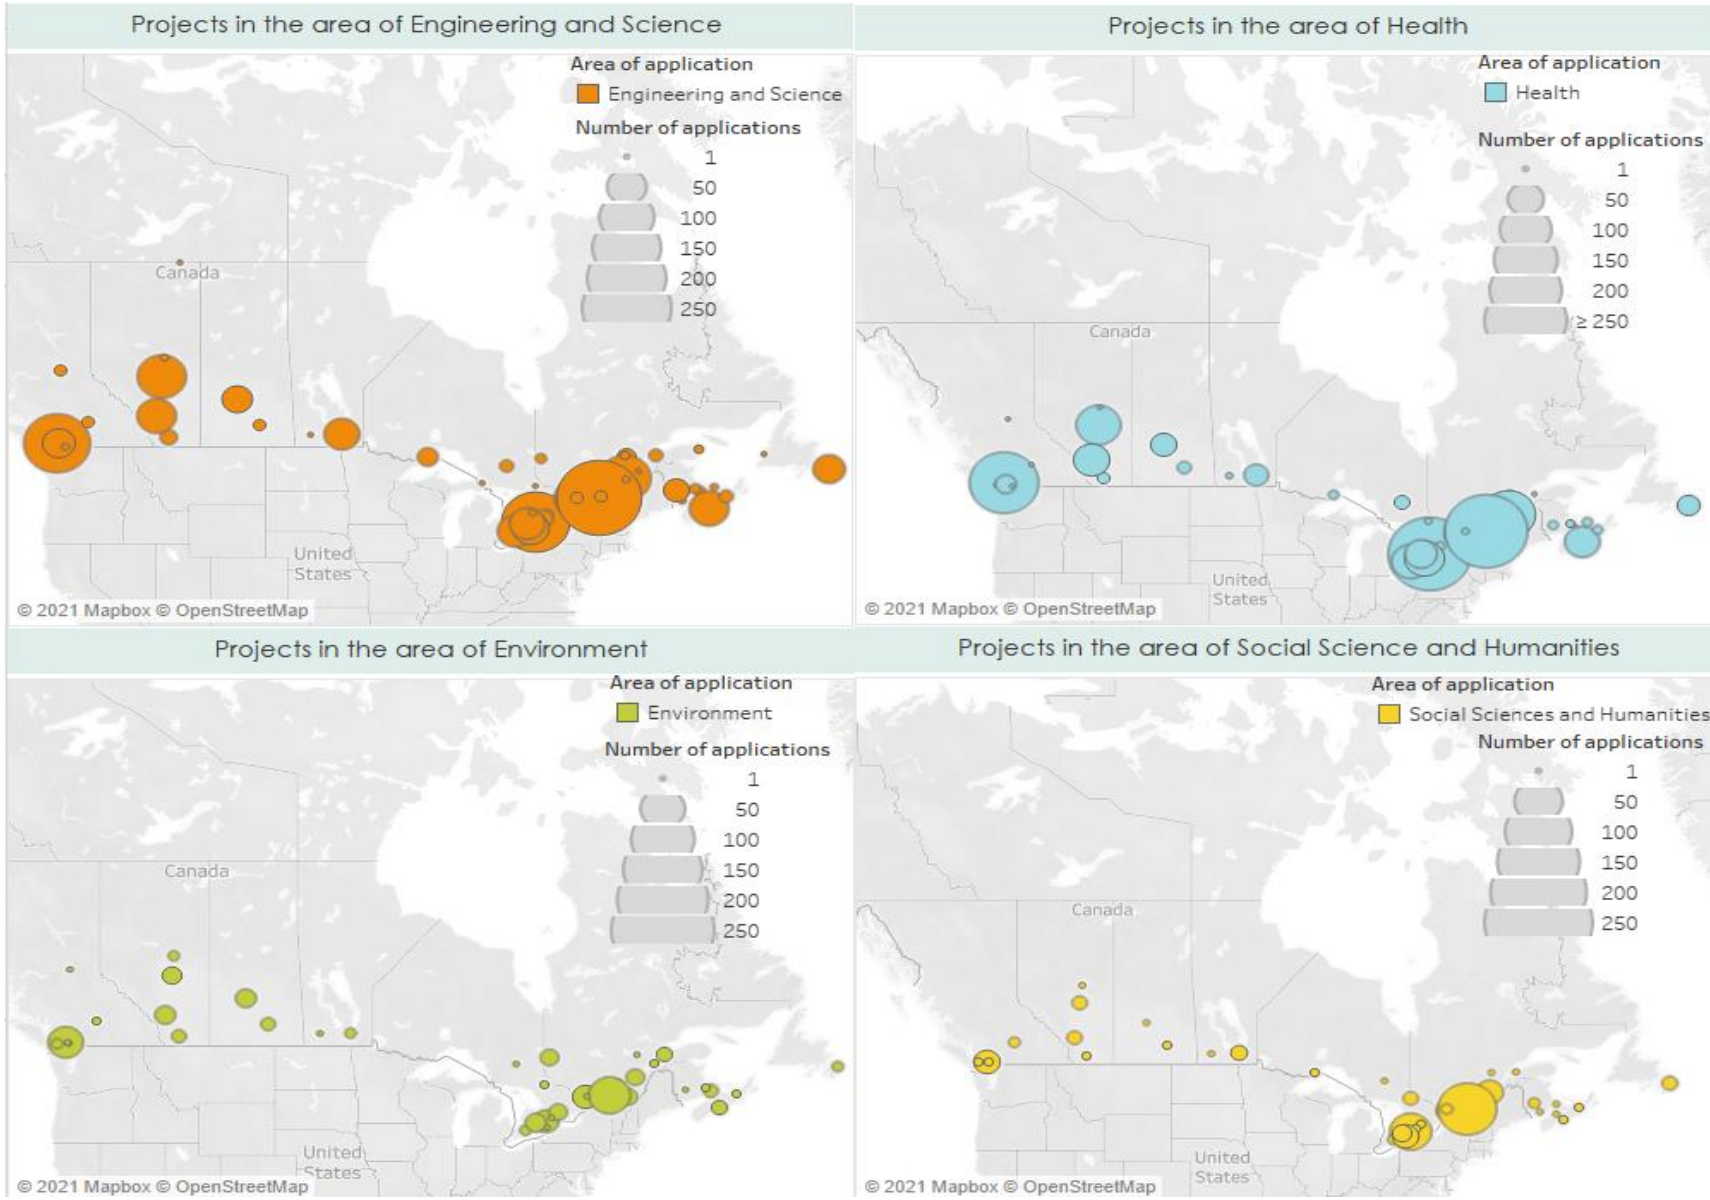 Projects in the area of Engineering and Science
Area of application
Engineering and Science
Number of applications
1
50
100
150
200
250
Canada
United
States
© 2021 Mapbox © OpenStreetMap
Projects in the area of Health
Area of application
Health
Number of applications
1
50
100
150
200
≥ 250
Canada
United
States
© 2021 Mapbox © OpenStreetMap
Projects in the area of Environment
Area of application
Environment
Number of applications
1
50
100
150
200
250
Canada
United
States
© 2021 Mapbox © OpenStreetMap
Projects in the area of Social Science and Humanities
Area of application
Social Sciences and Humanities
Number of applications
1
50
100
150
200
250
Canada
United
States
© 2021 Mapbox © OpenStreetMap